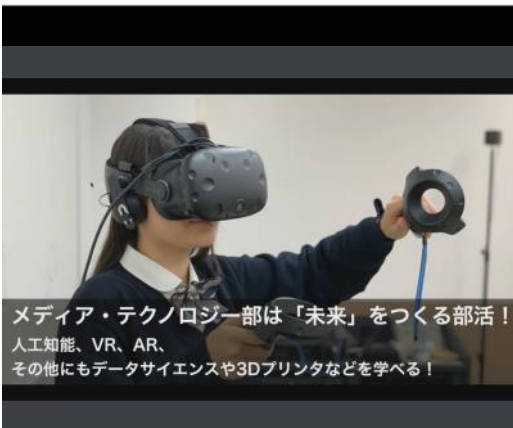 メディア・テクノロジー部は「未来」をつくる部活！
人工知能、VR、AR、
その他にもデータサイエンスや3Dプリンタなどを学べる！